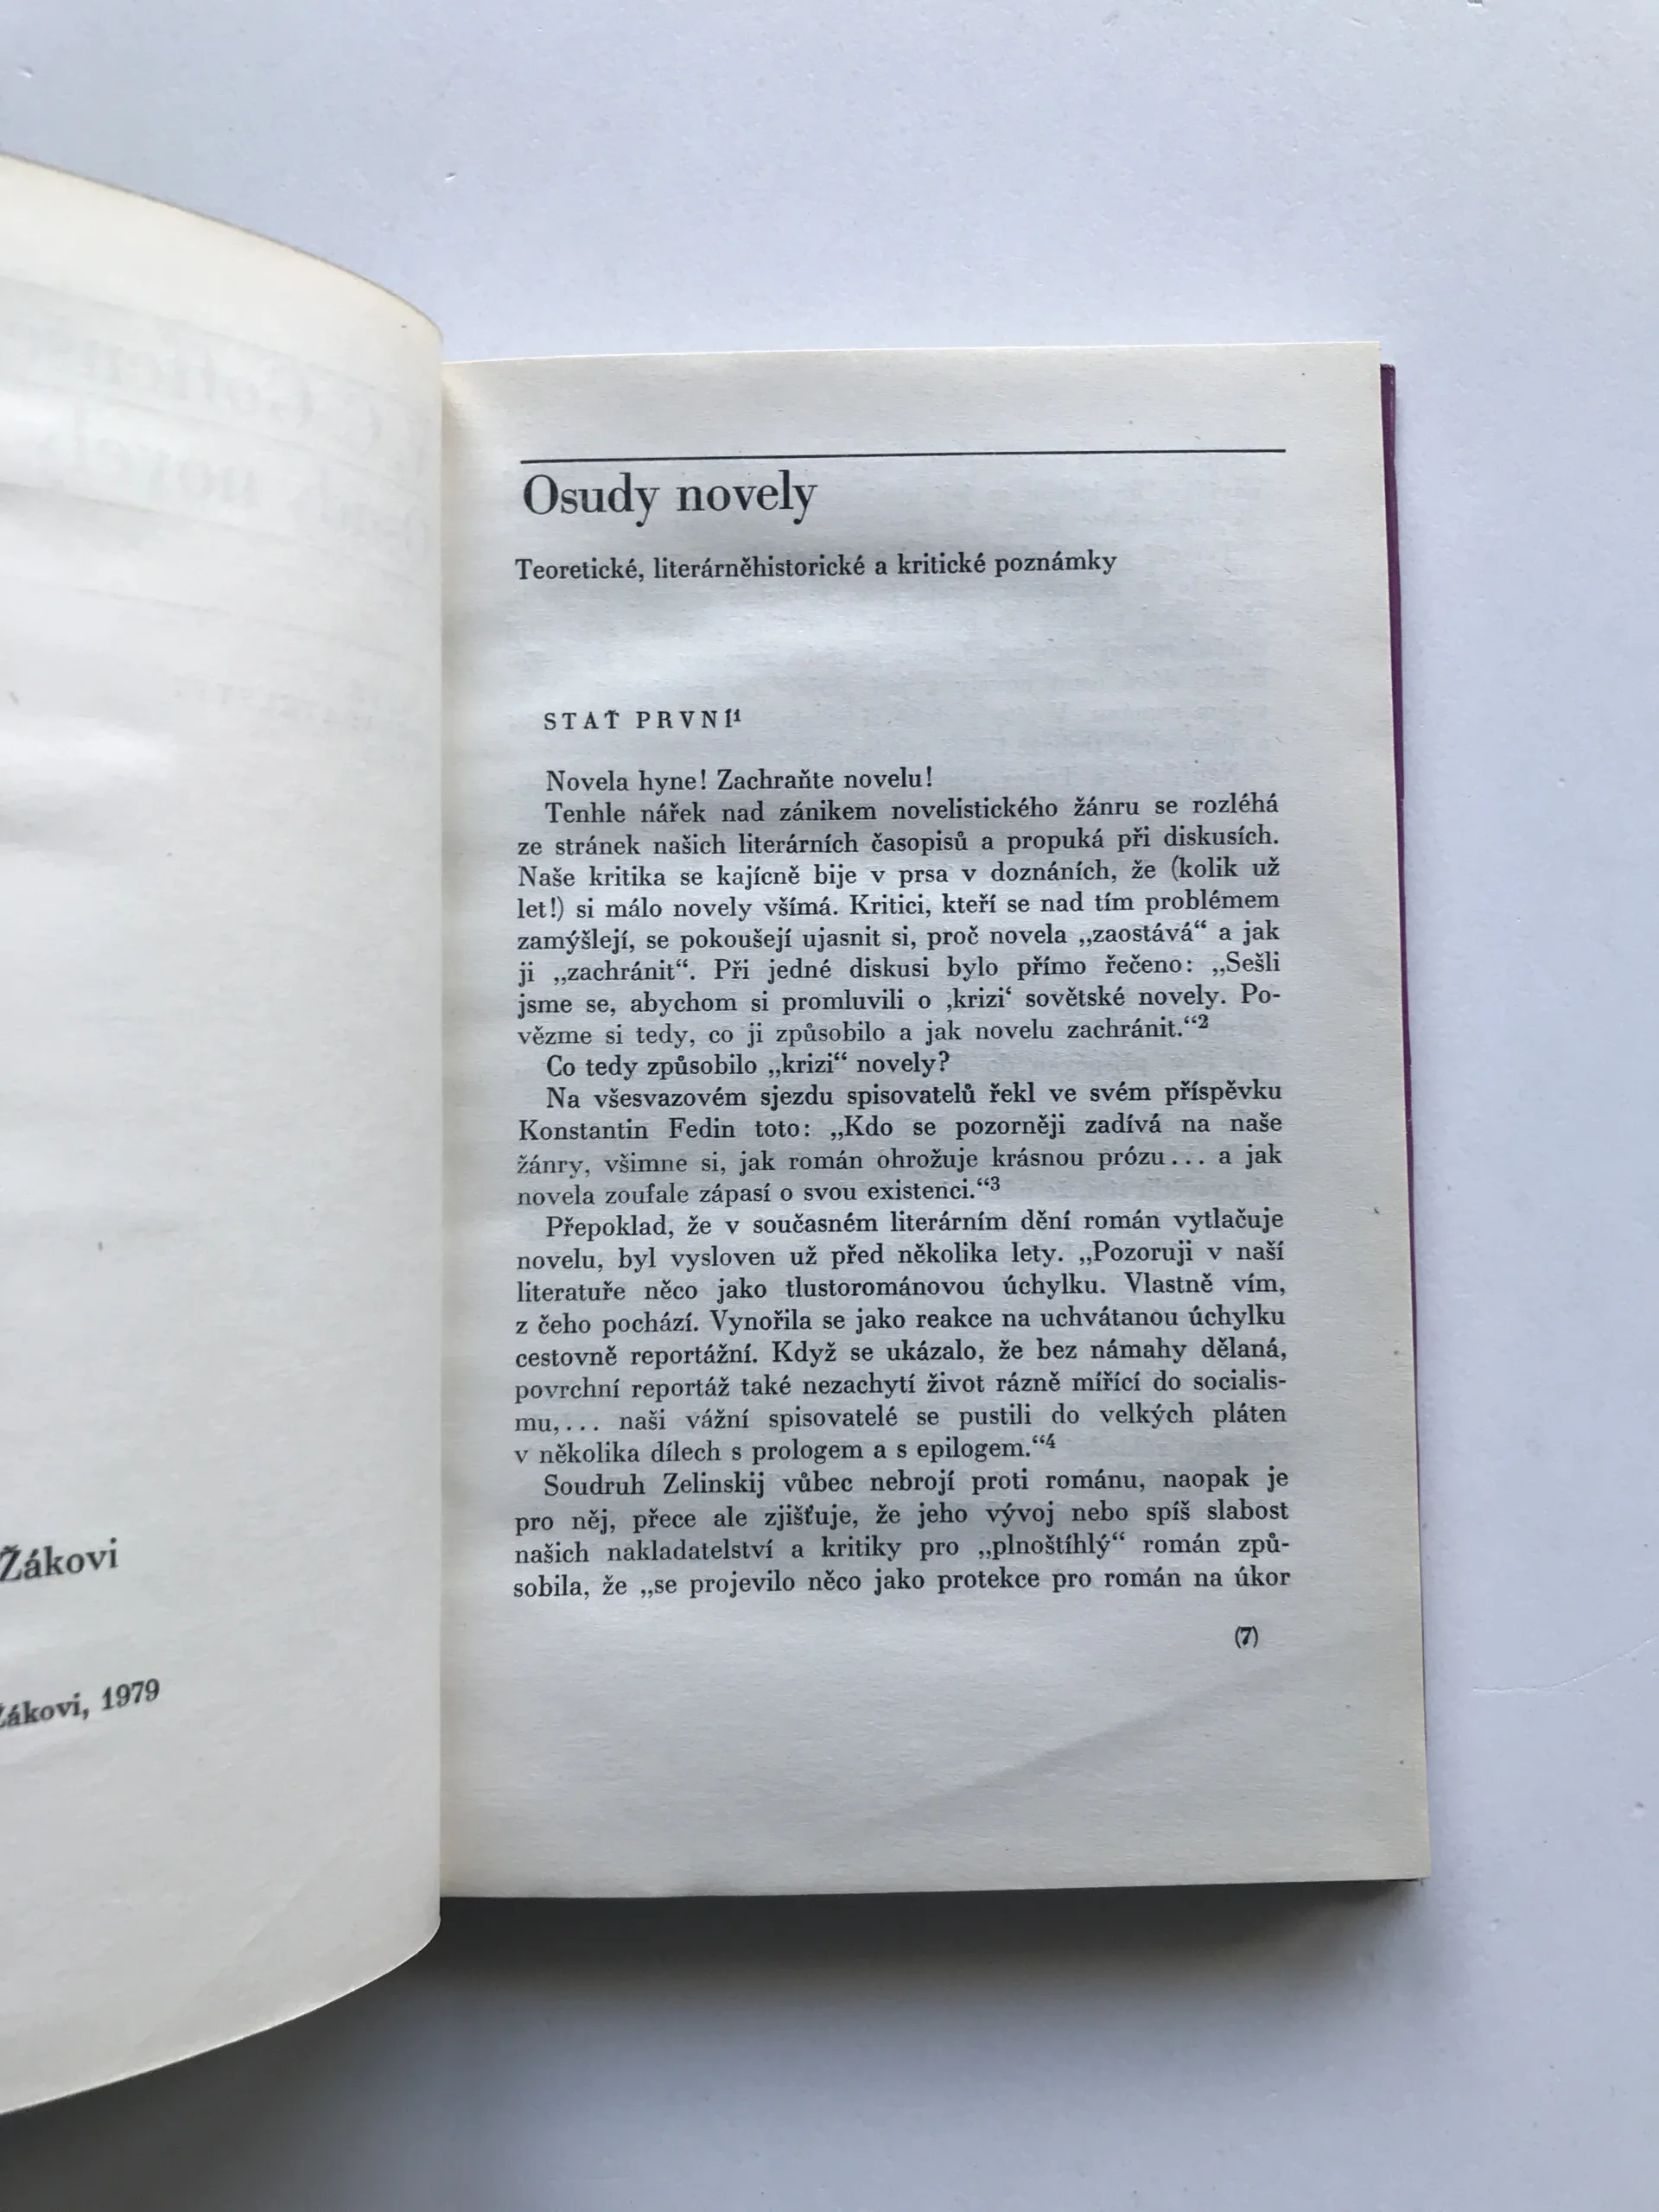 Žákovi
Žákovi, 1979
Osudy novely
Teoretické, literárněhistorické a kritické poznámky
STAŤ PRVNÍ¹
Novela hyne! Zachraňte novelu!
Tenhle nářek nad zánikem novelistického žánru se rozléhá
ze stránek našich literárních časopisů a propuká při diskusích.
Naše kritika se kajícně bije v prsa v doznáních, že (kolik už
let!) si málo novely všímá. Kritici, kteří se nad tím problémem
zamýšlejí, se pokoušejí ujasnit si, proč novela „zaostává“ a jak
ji „zachránit“. Při jedné diskusi bylo přímo řečeno: „Sešli
jsme se, abychom si promluvili o ‚krizi‘ sovětské novely. Po-
vězme si tedy, co ji způsobilo a jak novelu zachránit.“²
Co tedy způsobilo „krizi“ novely?
Na všesvazovém sjezdu spisovatelů řekl ve svém příspěvku
Konstantin Fedin toto: „Kdo se pozorněji zadívá na naše
žánry, všimne si, jak román ohrožuje krásnou prózu... a jak
novela zoufale zápasí o svou existenci.“³
Přepoklad, že v současném literárním dění román vytlačuje
novelu, byl vysloven už před několika lety. „Pozoruji v naší
literatuře něco jako tlustorománovou úchylku. Vlastně vím,
z čeho pochází. Vynořila se jako reakce na uchvátanou úchylku
cestovně reportážní. Když se ukázalo, že bez námahy dělaná,
povrchní reportáž také nezachytí život rázně mířící do socialis-
mu,... naši vážní spisovatelé se pustili do velkých pláten
v několika dílech s prologem a s epilogem.“⁴
Soudruh Zelinskij vůbec nebrojí proti románu, naopak je
pro něj, přece ale zjišťuje, že jeho vývoj nebo spíš slabost
našich nakladatelství a kritiky pro „plnoštíhlý“ román způ-
sobila, že „se projevilo něco jako protekce pro román na úkor
(7)